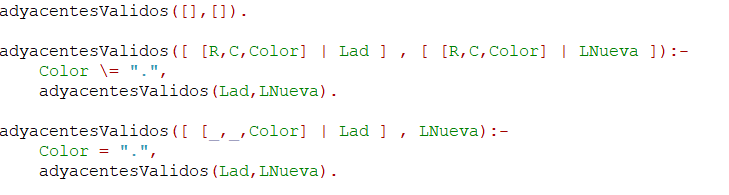 adyacentesValidos([],[]).
adyacentesValidos([ [R,C,Color] | Lad ] , [ [R,C,Color] | LNueva ]):-
Color \= ".",
adyacentesValidos(Lad,LNueva).
adyacentesValidos([ [_,_,Color] | Lad ] , LNueva):-
Color = ".",
adyacentesValidos(Lad,LNueva).